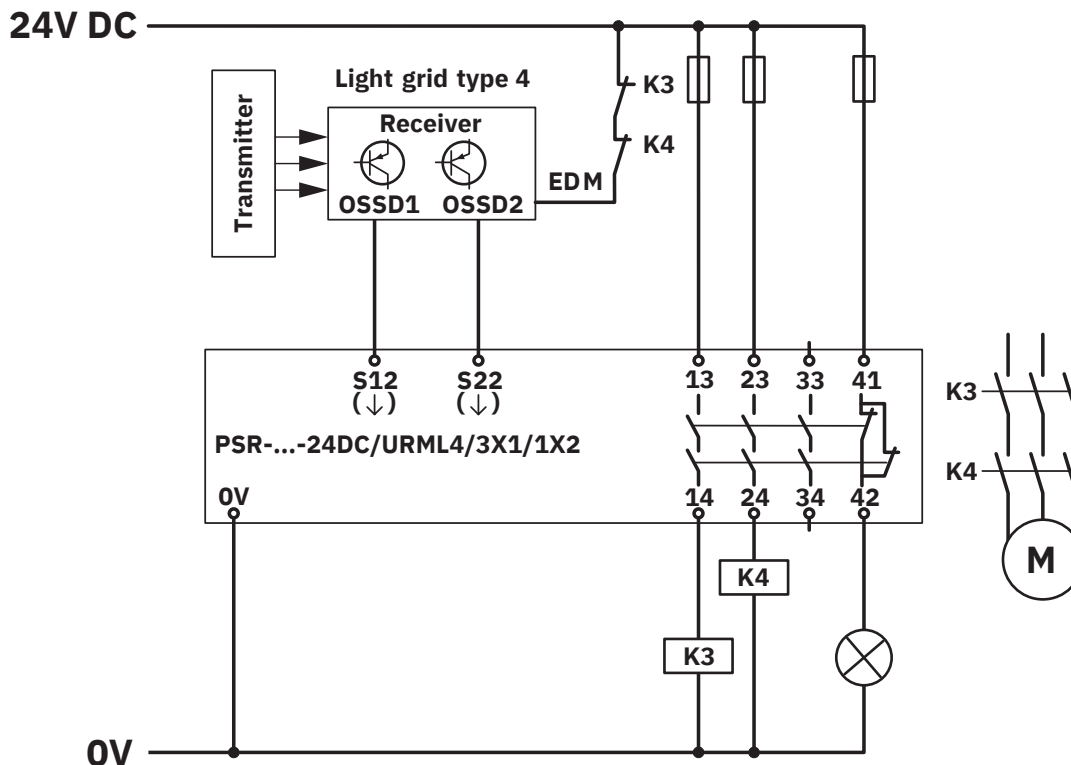 24V DC
Light grid type 4
K3
Transmitter
Receiver
K4
EDM
OSSD1 OSSD2
S12 S22 13 23 33 41
(↓) (↓)
K3
PSR-...-24DC/URML4/3X1/1X2
K4
0V 14 24 34 42
M
K4
K3
0V